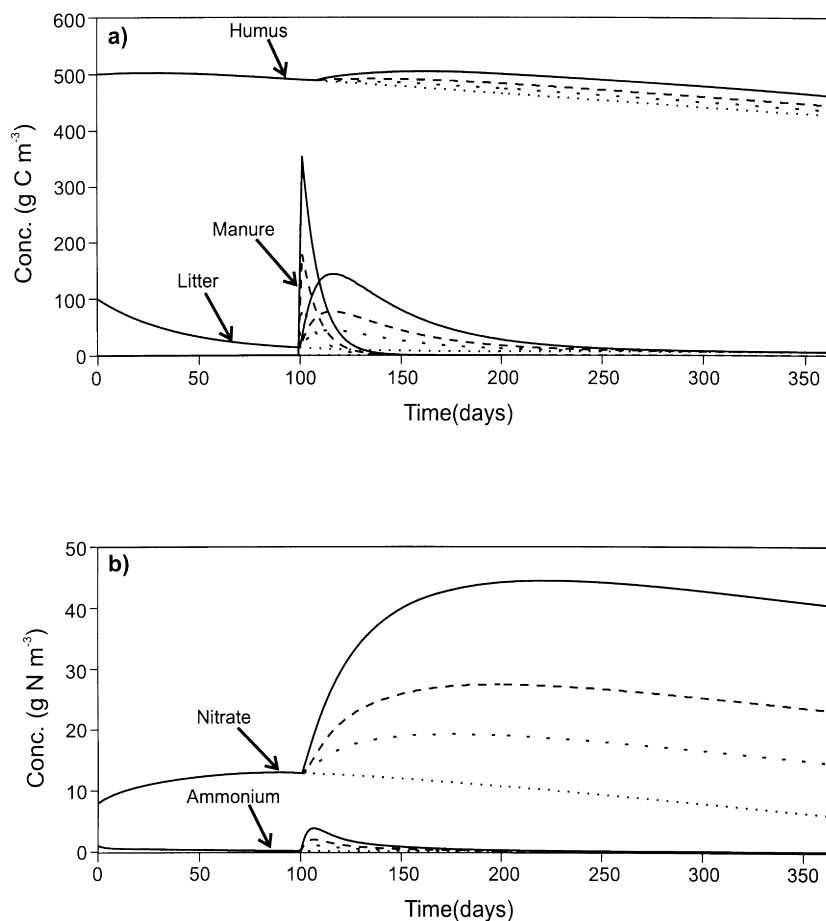 a)
Humus
600
500
400
300
200
100
0
Conc. (g C m-3)
Manure
Litter
0 50 100 150 200 250 300 350
Time(days)
b)
50
40
30
20
10
0
Conc. (g N m-3)
Nitrate
Ammonium
0 50 100 150 200 250 300 350
Time(days)